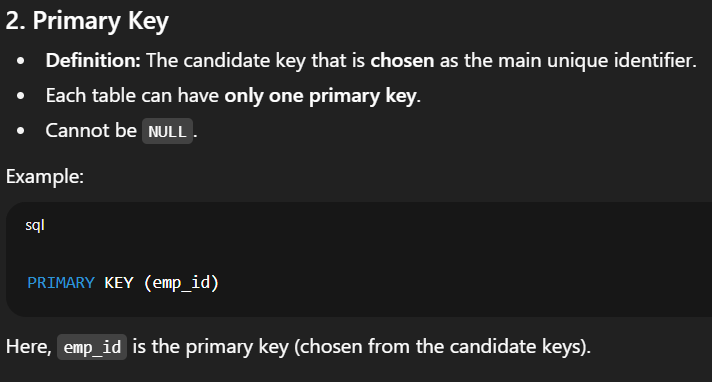 2. Primary Key
• Definition: The candidate key that is chosen as the main unique identifier.
• Each table can have only one primary key.
• Cannot be NULL.
Example:
sql
PRIMARY KEY (emp_id)
Here, emp_id is the primary key (chosen from the candidate keys).